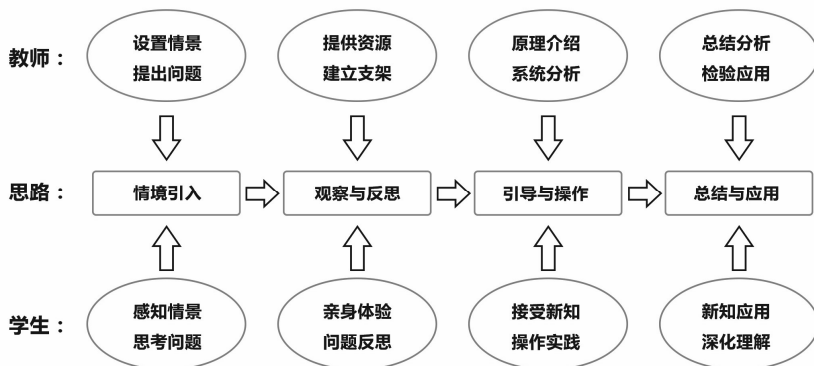 教师：
设置情景
提出问题
提供资源
建立支架
原理介绍
系统分析
总结分析
检验应用
思路：
情境引入
观察与反思
引导与操作
总结与应用
学生：
感知情景
思考问题
亲身体验
问题反思
接受新知
操作实践
新知应用
深化理解